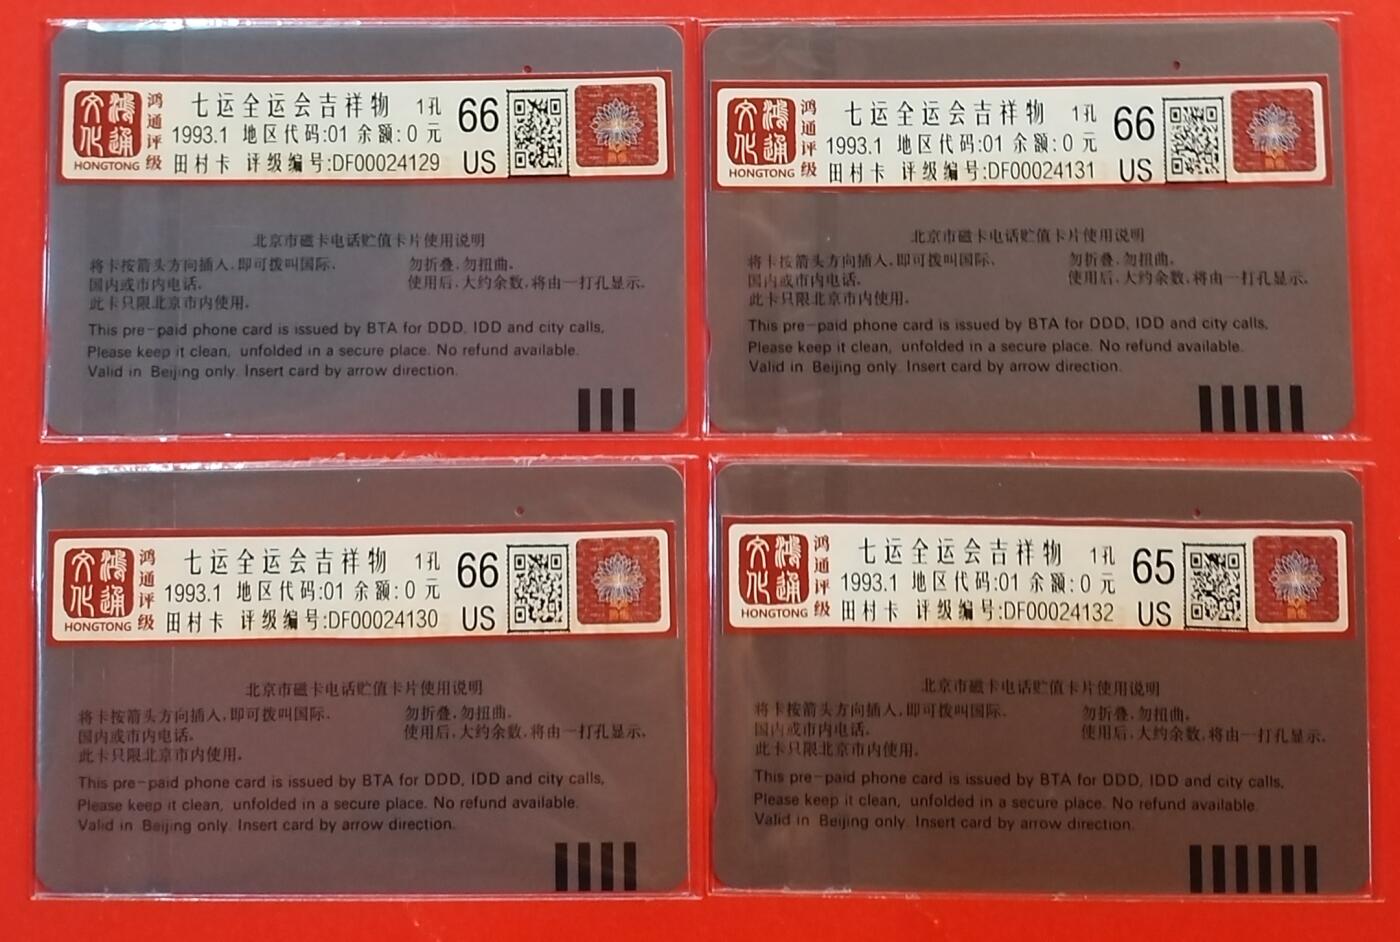 鸿通
文化
HONGTONG
鸿通评级
七运全运会吉祥物 1孔
1993.1 地区代码:01 余额:0 元
田村卡 评级编号:DF00024129
66
US
北京市磁卡电话贮值卡片使用说明
将卡按箭头方向插入.即可拨叫国际、
国内或市内电话。
此卡只限北京市内使用。
勿折叠.勿扭曲。
使用后.大约余数,将由一打孔显示。
This pre-paid phone card is issued by BTA for DDD, IDD and city calls,
Please keep it clean, unfolded in a secure place. No refund available.
Valid in Beijing only. Insert card by arrow direction.
鸿通
文化
HONGTONG
鸿通评级
七运全运会吉祥物 1孔
1993.1 地区代码:01 余额:0 元
田村卡 评级编号:DF00024131
66
US
北京市磁卡电话贮值卡片使用说明
将卡按箭头方向插入.即可拨叫国际、
国内或市内电话。
此卡只限北京市内使用。
勿折叠.勿扭曲。
使用后.大约余数,将由一打孔显示。
This pre-paid phone card is issued by BTA for DDD, IDD and city calls,
Please keep it clean, unfolded in a secure place. No refund available.
Valid in Beijing only. Insert card by arrow direction.
鸿通
文化
HONGTONG
鸿通评级
七运全运会吉祥物 1孔
1993.1 地区代码:01 余额:0 元
田村卡 评级编号:DF00024130
66
US
北京市磁卡电话贮值卡片使用说明
将卡按箭头方向插入.即可拨叫国际、
国内或市内电话。
此卡只限北京市内使用。
勿折叠.勿扭曲。
使用后.大约余数,将由一打孔显示。
This pre-paid phone card is issued by BTA for DDD, IDD and city calls,
Please keep it clean, unfolded in a secure place. No refund available.
Valid in Beijing only. Insert card by arrow direction.
鸿通
文化
HONGTONG
鸿通评级
七运全运会吉祥物 1孔
1993.1 地区代码:01 余额:0 元
田村卡 评级编号:DF00024132
65
US
北京市磁卡电话贮值卡片使用说明
将卡按箭头方向插入.即可拨叫国际、
国内或市内电话。
此卡只限北京市内使用。
勿折叠.勿扭曲。
使用后.大约余数,将由一打孔显示。
This pre-paid phone card is issued by BTA for DDD, IDD and city calls,
Please keep it clean, unfolded in a secure place. No refund available.
Valid in Beijing only. Insert card by arrow direction.